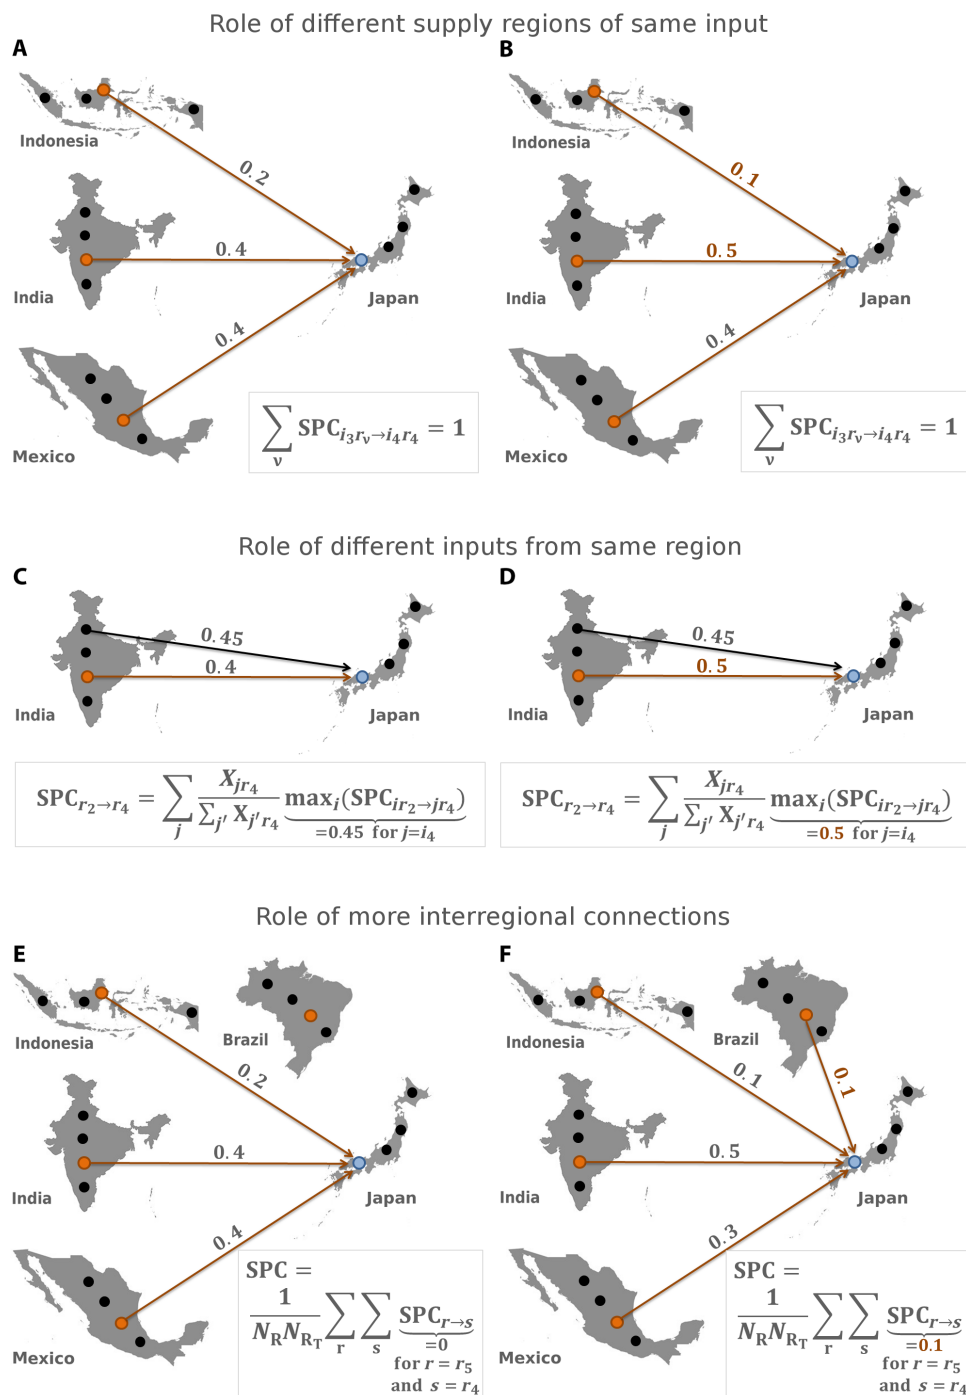 Role of different supply regions of same input
A
B
Indonesia
0.2
India
0.4
Japan
0.4
Mexico
∑_ν SPC_{i₃r_ν→i₄r₄} = 1
Indonesia
0.1
India
0.5
Japan
0.4
Mexico
∑_ν SPC_{i₃r_ν→i₄r₄} = 1
Role of different inputs from same region
C
D
0.45
0.4
India
Japan
SPC_{r₂→r₄} = ∑_j X_{jr₄} / ∑_{j'} X_{j'r₄} max_i(SPC_{ir₂→jr₄})
=0.45 for j=i₄
0.45
0.5
India
Japan
SPC_{r₂→r₄} = ∑_j X_{jr₄} / ∑_{j'} X_{j'r₄} max_i(SPC_{ir₂→jr₄})
=0.5 for j=i₄
Role of more interregional connections
E
F
Indonesia
Brazil
0.2
0.4
India
Japan
0.4
Mexico
SPC =
1 / N_R N_{R_T} ∑_r ∑_s SPC_{r→s}
=0
for r = r₅
and s = r₄
Indonesia
Brazil
0.1
0.1
0.5
India
Japan
0.3
Mexico
SPC =
1 / N_R N_{R_T} ∑_r ∑_s SPC_{r→s}
=0.1
for r = r₅
and s = r₄